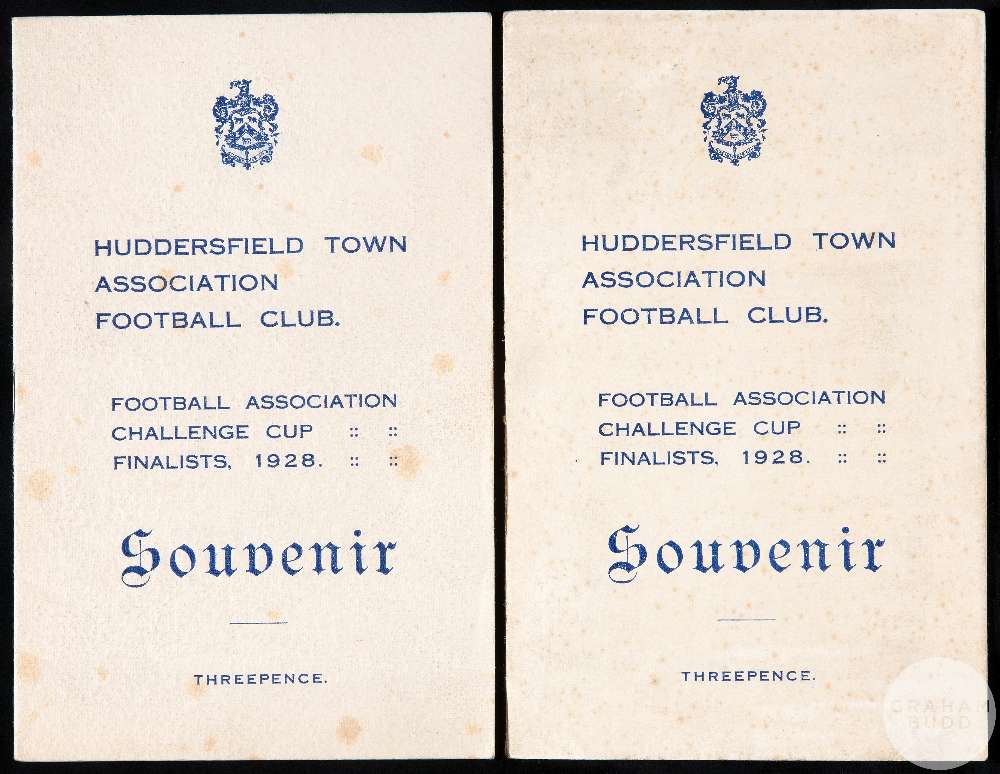 HUDDERSFIELD TOWN
ASSOCIATION
FOOTBALL CLUB.
FOOTBALL ASSOCIATION
CHALLENGE CUP :: ::
FINALISTS, 1928. :: ::
Souvenir
THREEPENCE.
HUDDERSFIELD TOWN
ASSOCIATION
FOOTBALL CLUB.
FOOTBALL ASSOCIATION
CHALLENGE CUP :: ::
FINALISTS, 1928. :: ::
Souvenir
THREEPENCE.
GRAHAM
BUDD